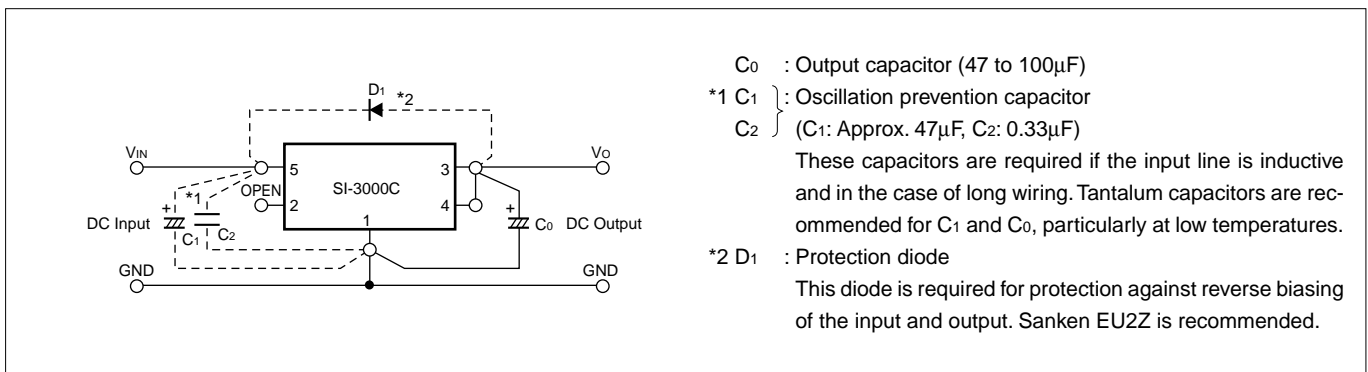 D1
*2
VIN
5
3
VO
SI-3000C
*1
OPEN
2
4
1
DC Input
+
C1
C2
+
C0
DC Output
GND
GND
C0 : Output capacitor (47 to 100μF)
*1 C1 : Oscillation prevention capacitor
C2 (C1: Approx. 47μF, C2: 0.33μF)
These capacitors are required if the input line is inductive
and in the case of long wiring. Tantalum capacitors are rec-
ommended for C1 and C0, particularly at low temperatures.
*2 D1 : Protection diode
This diode is required for protection against reverse biasing
of the input and output. Sanken EU2Z is recommended.